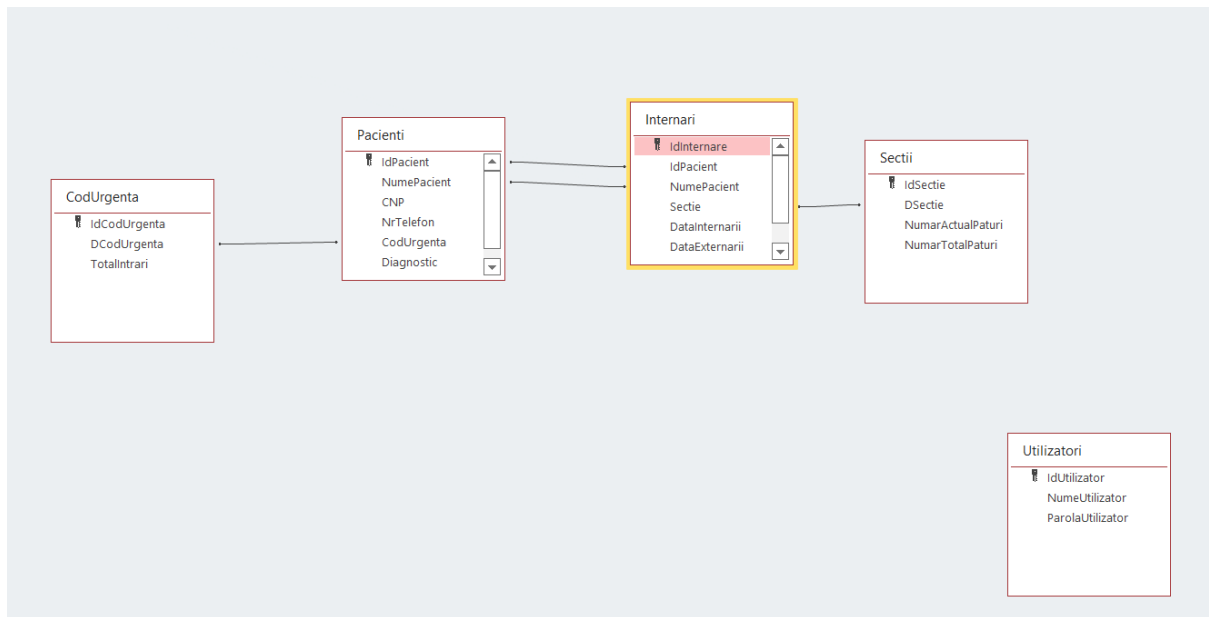 CodUrgenta
IdCodUrgenta
DCodUrgenta
TotalIntrari
Pacienti
IdPacient
NumePacient
CNP
NrTelefon
CodUrgenta
Diagnostic
Internari
IdInternare
IdPacient
NumePacient
Sectie
DataInternarii
DataExternarii
Sectii
IdSectie
DSectie
NumarActualPaturi
NumarTotalPaturi
Utilizatori
IdUtilizator
NumeUtilizator
ParolaUtilizator